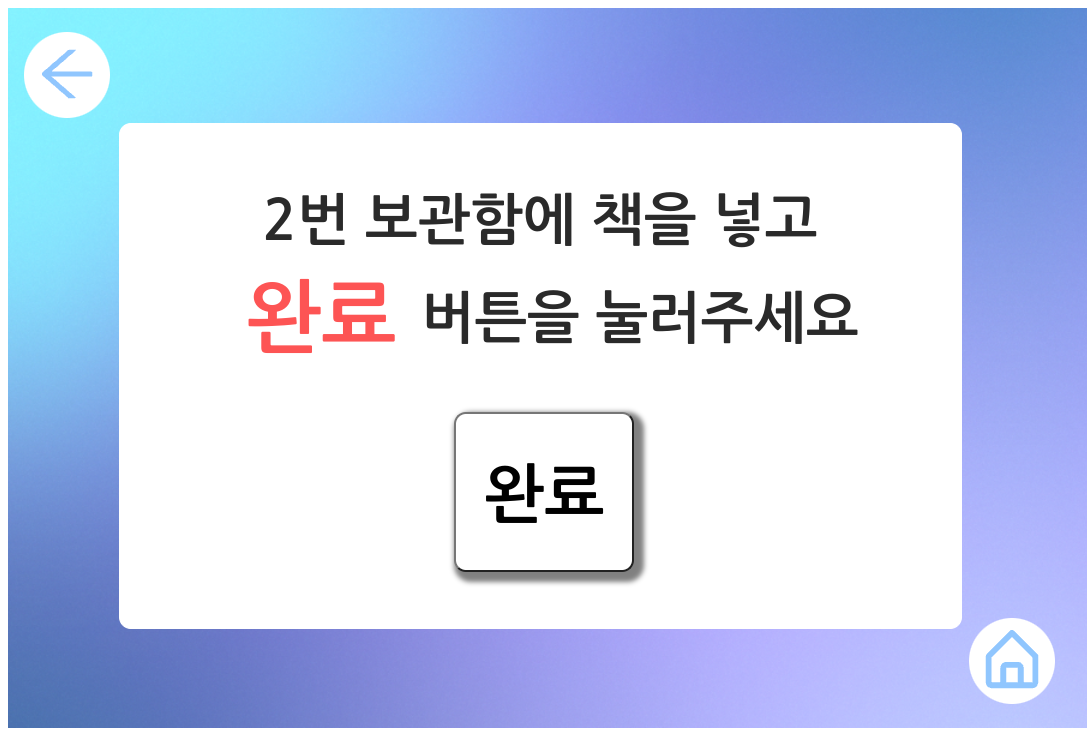 2번 보관함에 책을 넣고
완료 버튼을 눌러주세요
완료